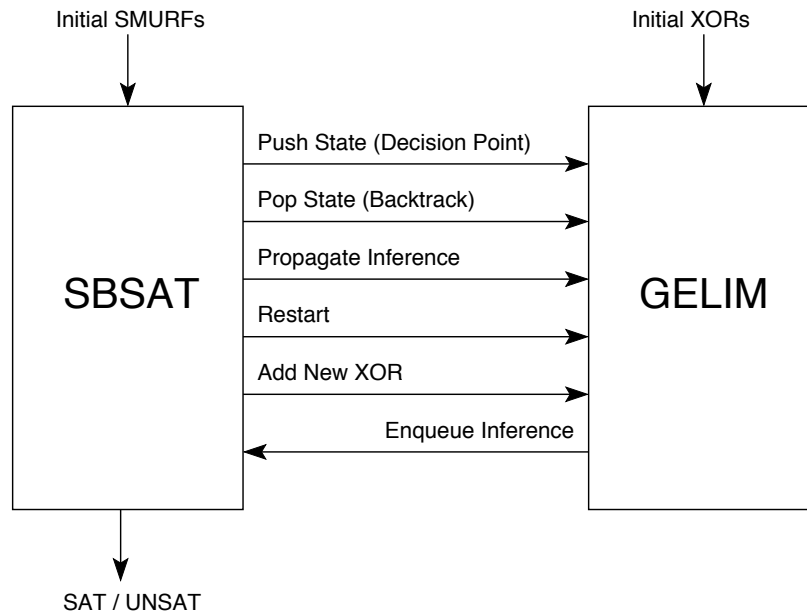 Initial SMURFs
Initial XORs
Push State (Decision Point)
Pop State (Backtrack)
Propagate Inference
SBSAT
GELIM
Restart
Add New XOR
Enqueue Inference
SAT / UNSAT